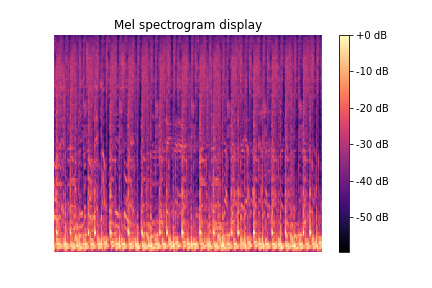 Mel spectrogram display
+0 dB
-10 dB
-20 dB
-30 dB
-40 dB
-50 dB